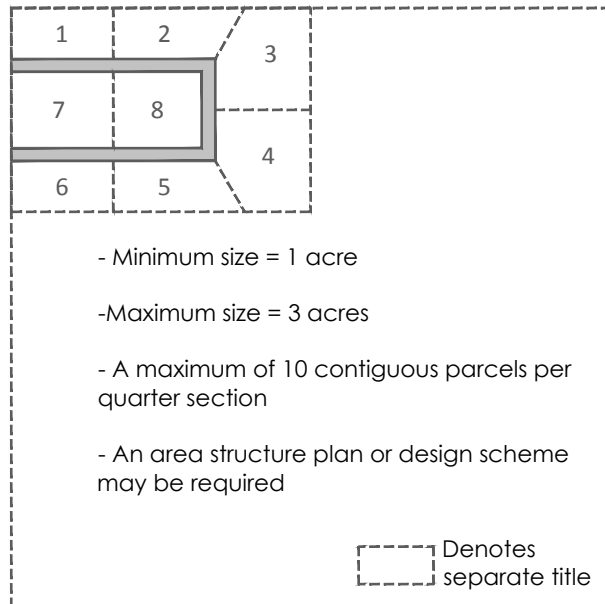 1
2
3
7
8
4
6
5
- Minimum size = 1 acre
-Maximum size = 3 acres
- A maximum of 10 contiguous parcels per
quarter section
- An area structure plan or design scheme
may be required
Denotes
separate title